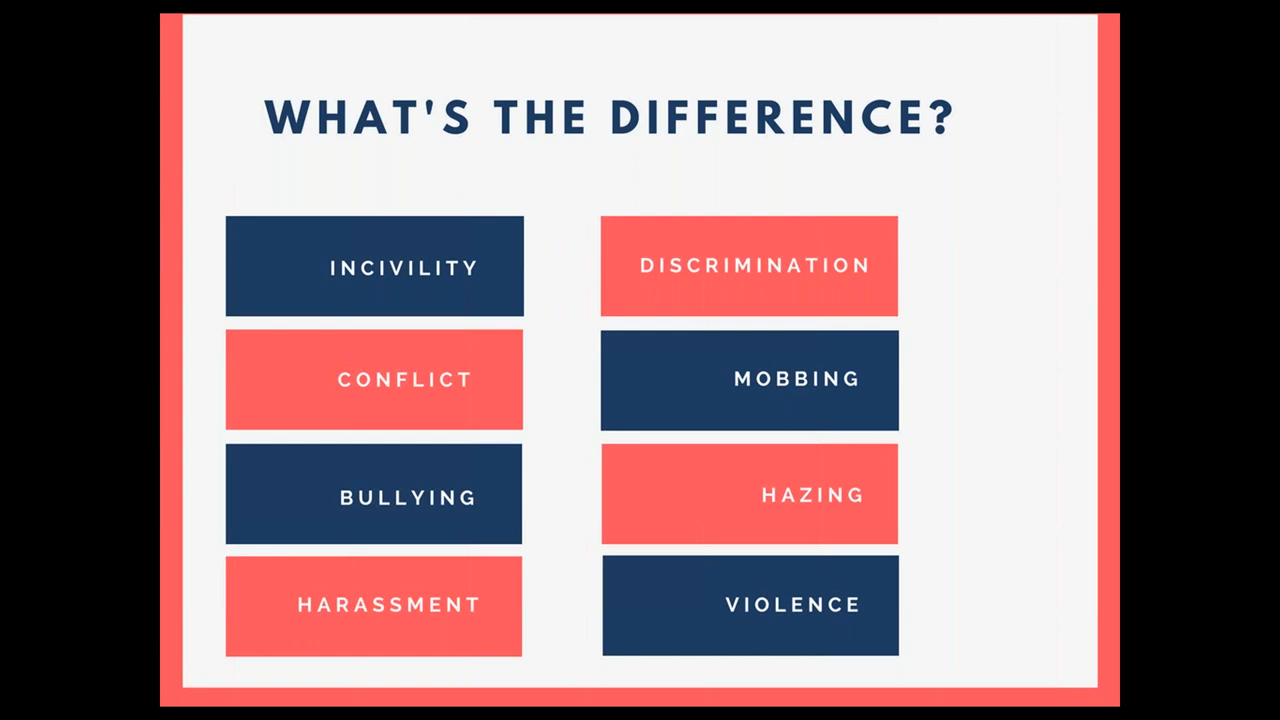 WHAT'S THE DIFFERENCE?
INCIVILITY
CONFLICT
BULLYING
HARASSMENT
DISCRIMINATION
MOBBING
HAZING
VIOLENCE